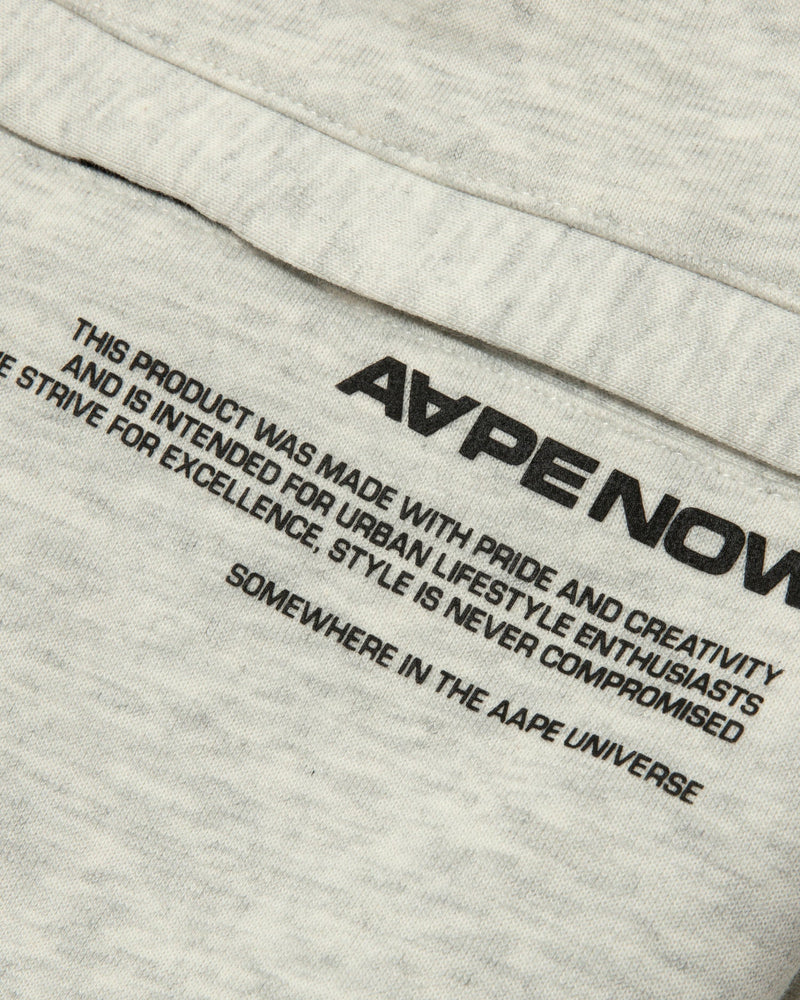 AAPE NOW
THIS PRODUCT WAS MADE WITH PRIDE AND CREATIVITY
AND IS INTENDED FOR URBAN LIFESTYLE ENTHUSIASTS
STRIVE FOR EXCELLENCE, STYLE IS NEVER COMPROMISED
SOMEWHERE IN THE AAPE UNIVERSE